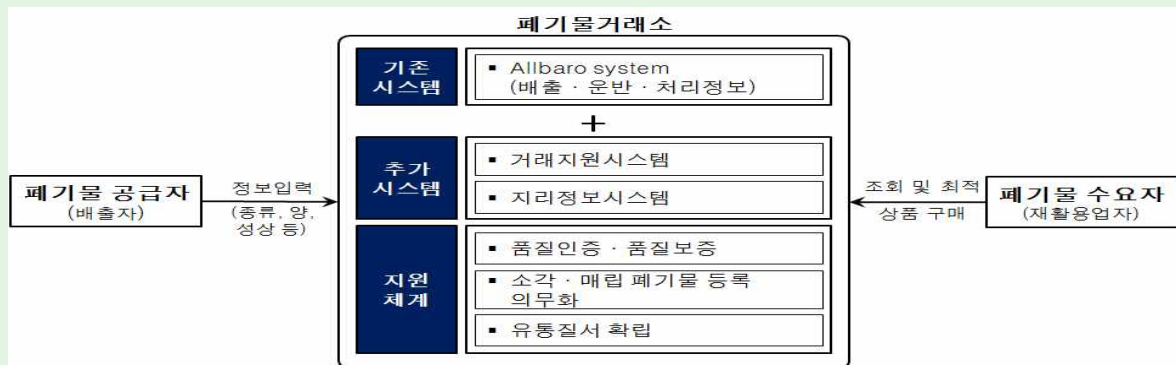 폐기물거래소
기존
시스템
▪ Allbaro system
(배출 · 운반 · 처리정보)
+
추가
시스템
▪ 거래지원시스템
▪ 지리정보시스템
폐기물 공급자
(배출자)
정보입력
(종류, 양,
성상 등)
조회 및 최적
상품 구매
폐기물 수요자
(재활용업자)
지원
체계
▪ 품질인증 · 품질보증
▪ 소각 · 매립 폐기물 등록
의무화
▪ 유통질서 확립